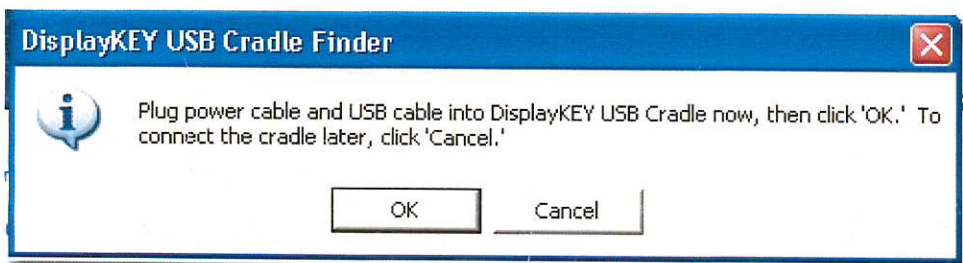 DisplayKEY USB Cradle Finder
Plug power cable and USB cable into DisplayKEY USB Cradle now, then click 'OK.' To
connect the cradle later, click 'Cancel.'
OK
Cancel